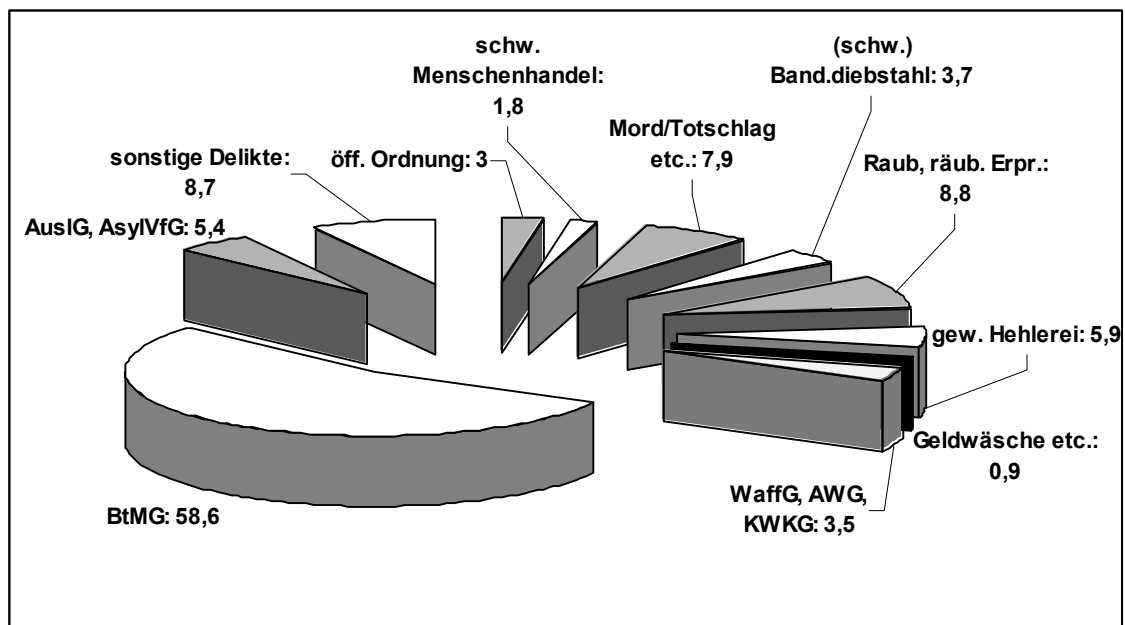 schw.
Menschenhandel:
1,8
(schw.)
Band.diebstahl: 3,7
Mord/Totschlag
etc.: 7,9
sonstige Delikte:
8,7
öff. Ordnung: 3
Raub, räub. Erpr.:
8,8
AuslG, AsylVfG: 5,4
gew. Hehlerei: 5,9
Geldwäsche etc.:
0,9
WaffG, AWG,
KWKG: 3,5
BtMG: 58,6